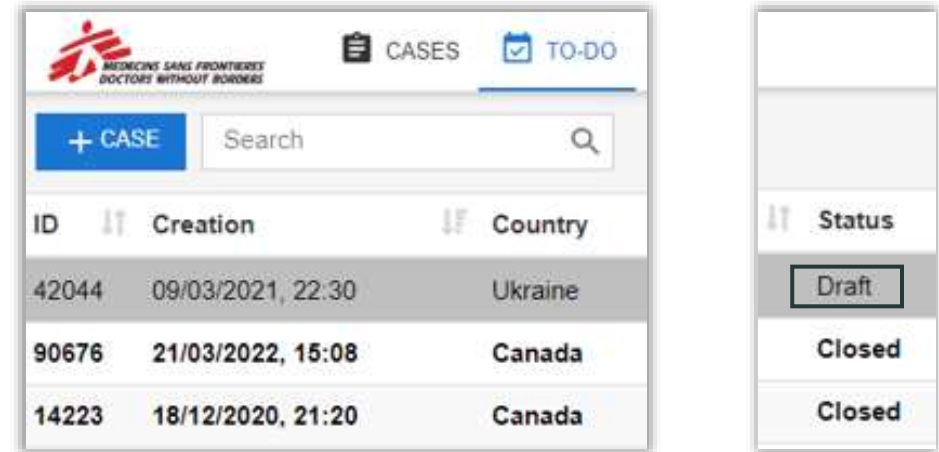 MEDECINS SANS FRONTIERES
DOCTORS WITHOUT BORDERS
CASES TO-DO
+ CASE Search
ID Creation Country Status
42044 09/03/2021, 22:30 Ukraine Draft
90676 21/03/2022, 15:08 Canada Closed
14223 18/12/2020, 21:20 Canada Closed